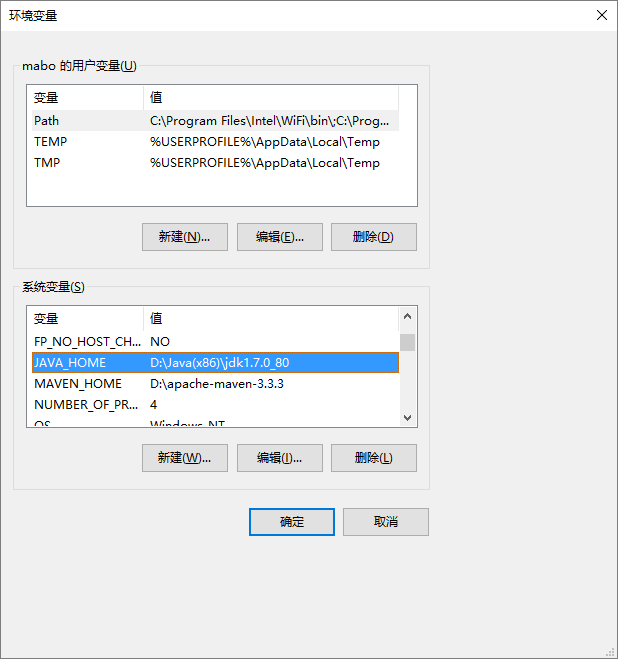 环境变量
mabo 的用户变量(U)
变量 值
Path C:\Program Files\Intel\WiFi\bin\;C:\Prog...
TEMP %USERPROFILE%\AppData\Local\Temp
TMP %USERPROFILE%\AppData\Local\Temp
新建(N)... 编辑(E)... 删除(D)
系统变量(S)
变量 值
FP_NO_HOST_CH... NO
JAVA_HOME D:\Java(x86)\jdk1.7.0_80
MAVEN_HOME D:\apache-maven-3.3.3
NUMBER_OF_PR... 4
OS Windows_NT
新建(W)... 编辑(I)... 删除(L)
确定 取消